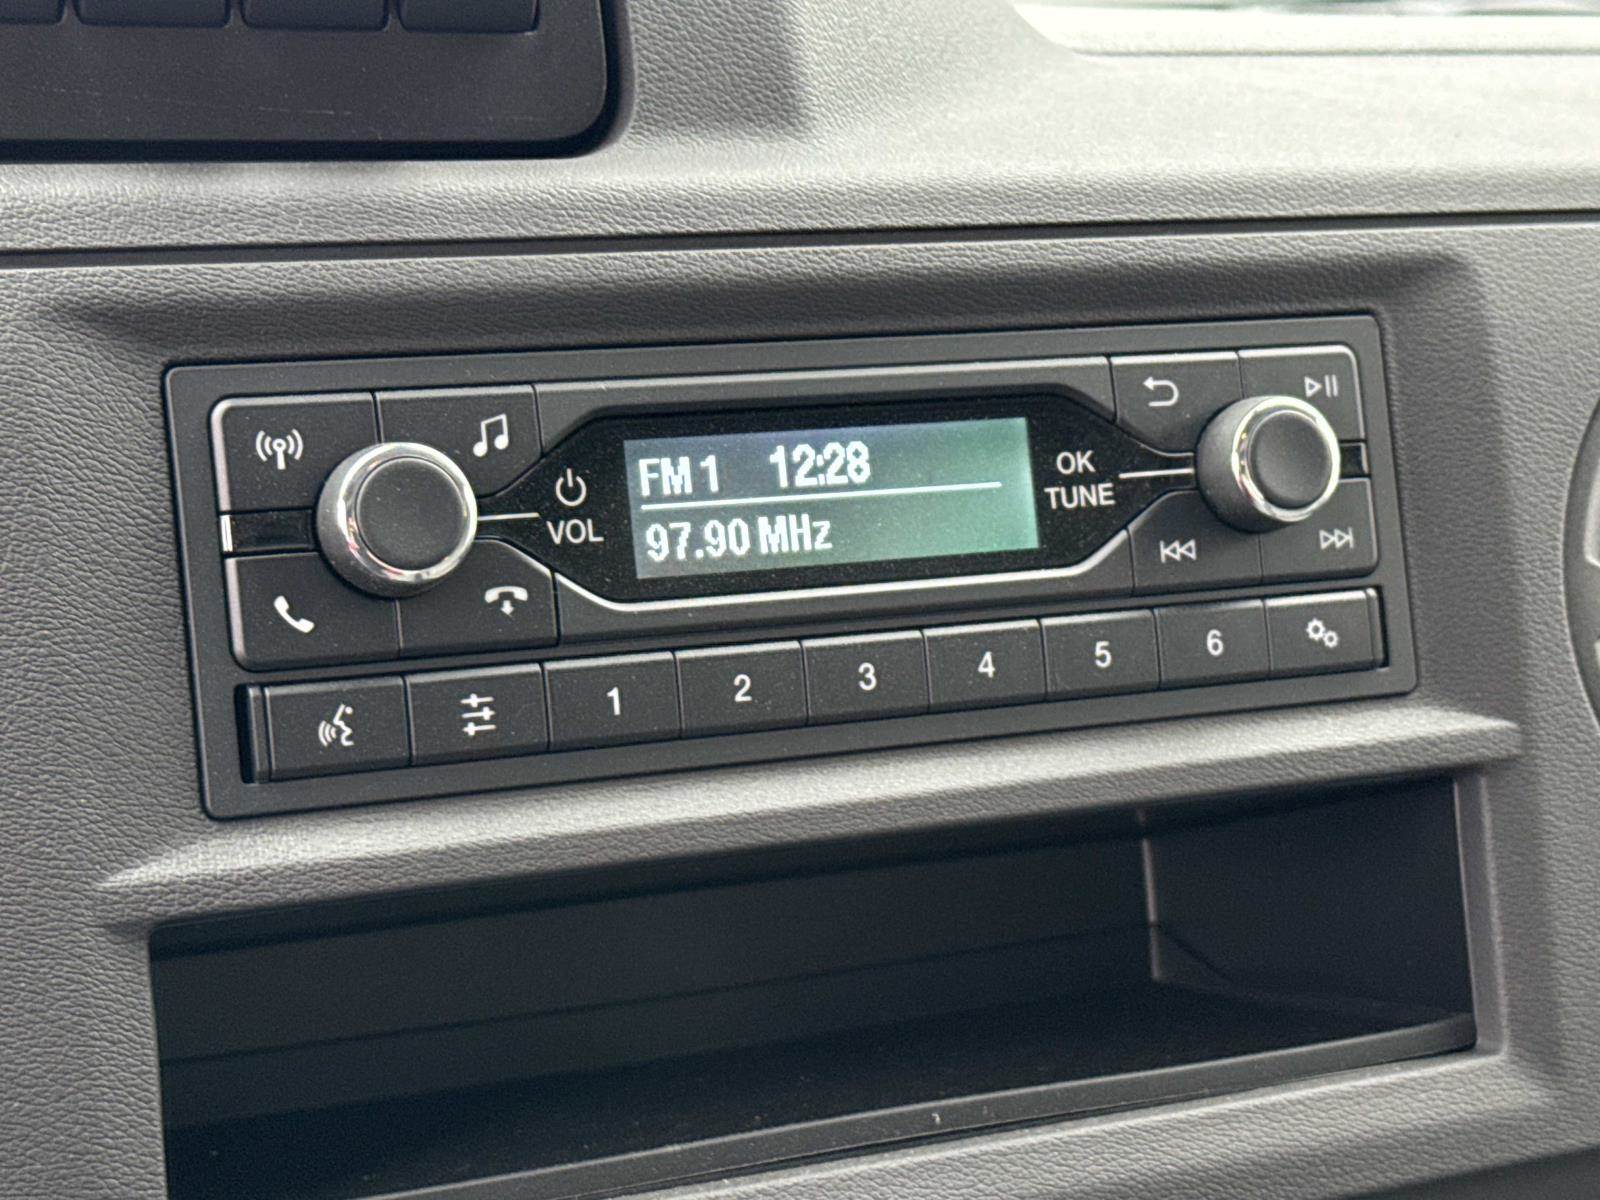 FM 1 12:28
97.90 MHz
VOL
OK
TUNE
1 2 3 4 5 6